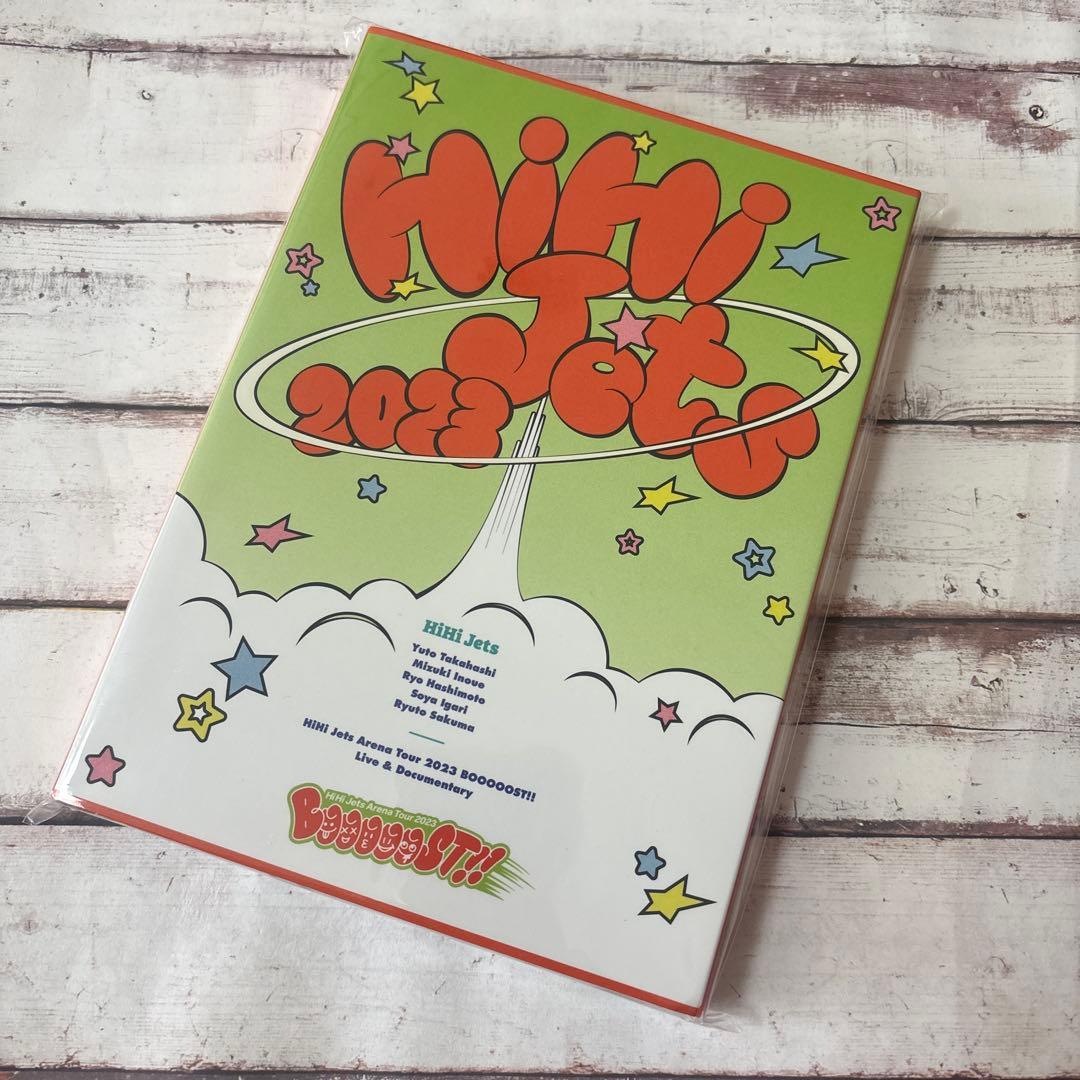 HiHi
Jets
2023
HiHi Jets
Yuto Takahashi
Mizuki Inoue
Ryo Hashimoto
Soya Igari
Ryuto Sakuma
HiHi Jets Arena Tour 2023 BOOOOOST!!
Live & Documentary
HiHi Jets Arena Tour 2023
BOOOOOST!!